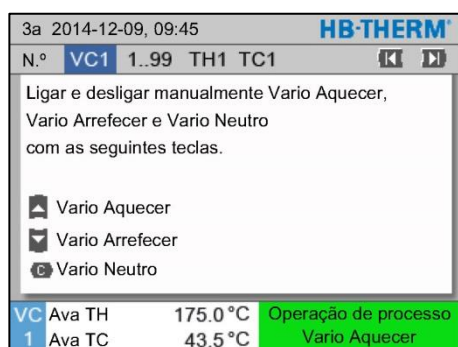 3a 2014-12-09, 09:45 HB-THERM®
N.º VC1 1..99 TH1 TC1
Ligar e desligar manualmente Vario Aquecer,
Vario Arrefecer e Vario Neutro
com as seguintes teclas.
Vario Aquecer
Vario Arrefecer
C Vario Neutro
VC Ava TH 175.0 °C Operação de processo
1 Ava TC 43.5 °C Vario Aquecer